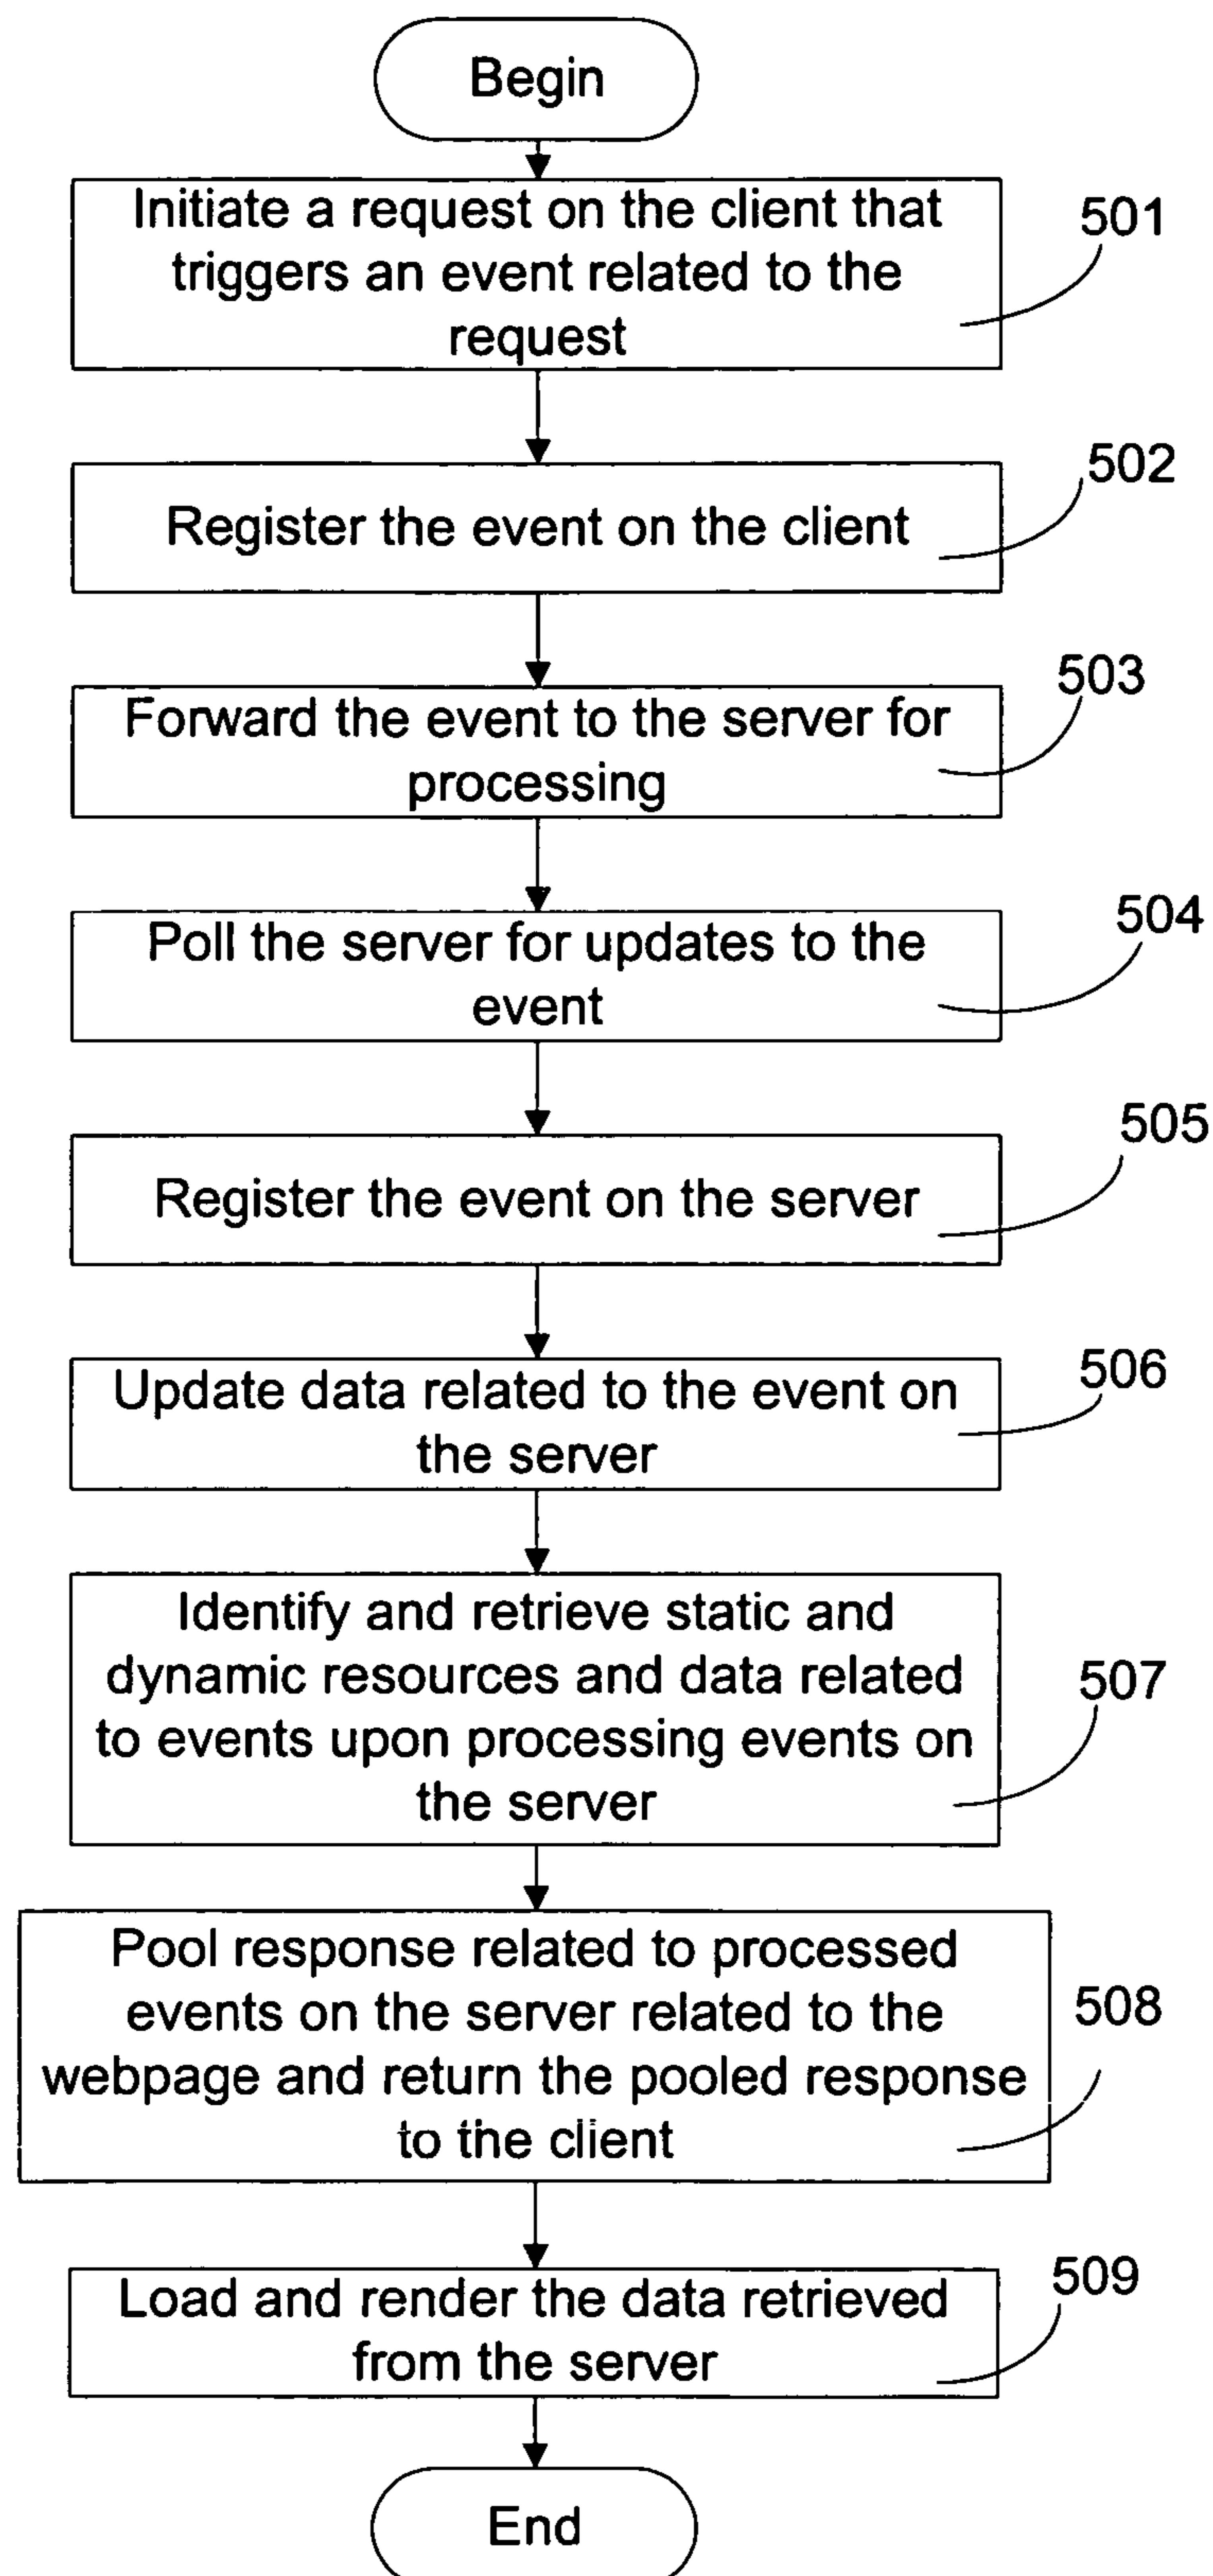 Begin
Initiate a request on the client that
triggers an event related to the
request
501
Register the event on the client
502
Forward the event to the server for
processing
503
Poll the server for updates to the
event
504
Register the event on the server
505
Update data related to the event on
the server
506
Identify and retrieve static and
dynamic resources and data related
to events upon processing events on
the server
507
Pool response related to processed
events on the server related to the
webpage and return the pooled response
to the client
508
Load and render the data retrieved
from the server
509
End